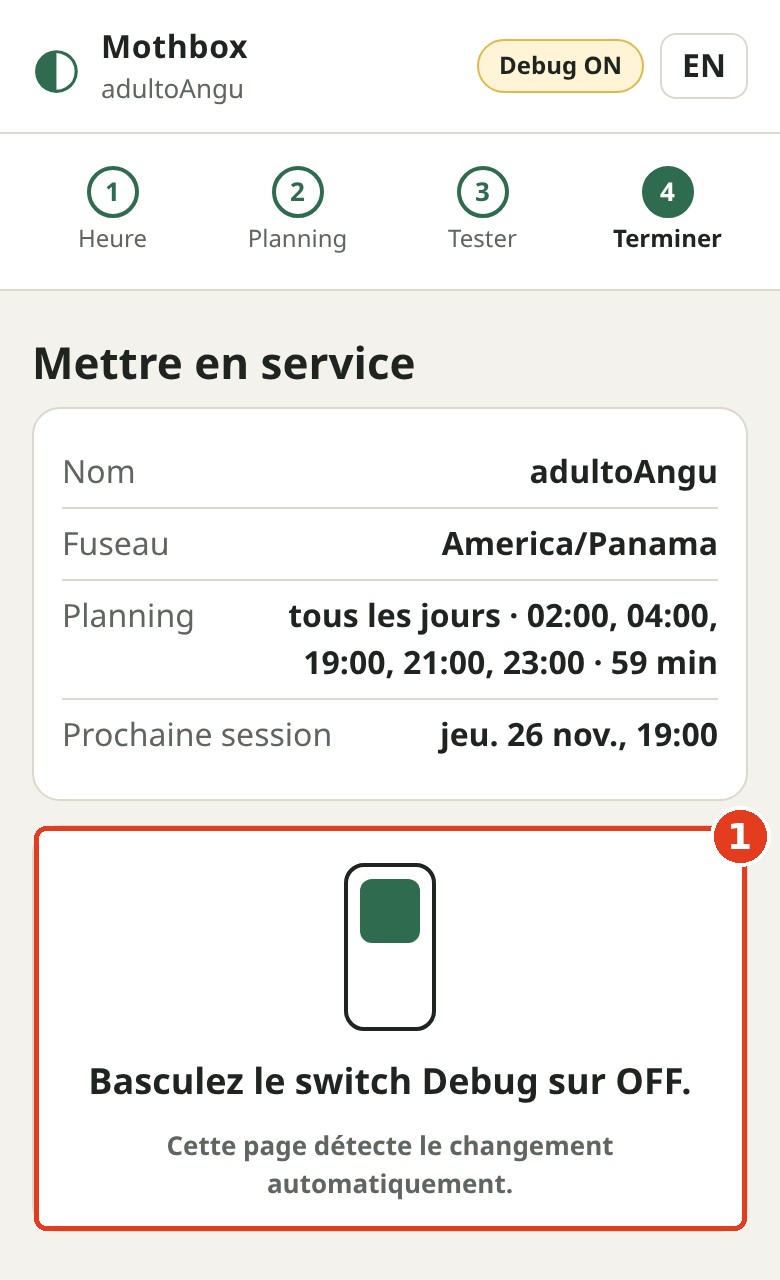 Mothbox
adultoAngu
Debug ON
EN
1
2
3
4
Heure
Planning
Tester
Terminer
Mettre en service
Nom
adultoAngu
Fuseau
America/Panama
Planning
tous les jours · 02:00, 04:00,
19:00, 21:00, 23:00 · 59 min
Prochaine session
jeu. 26 nov., 19:00
1
Basculez le switch Debug sur OFF.
Cette page détecte le changement
automatiquement.